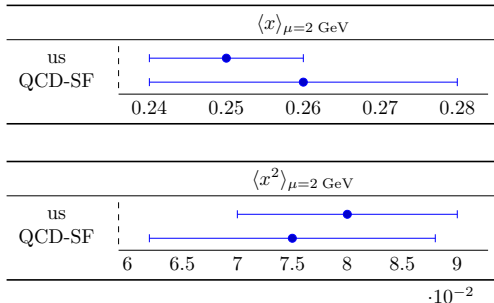 ⟨x⟩μ=2 GeV
us
QCD-SF
0.24 0.25 0.26 0.27 0.28
⟨x²⟩μ=2 GeV
us
QCD-SF
6 6.5 7 7.5 8 8.5 9
·10⁻²